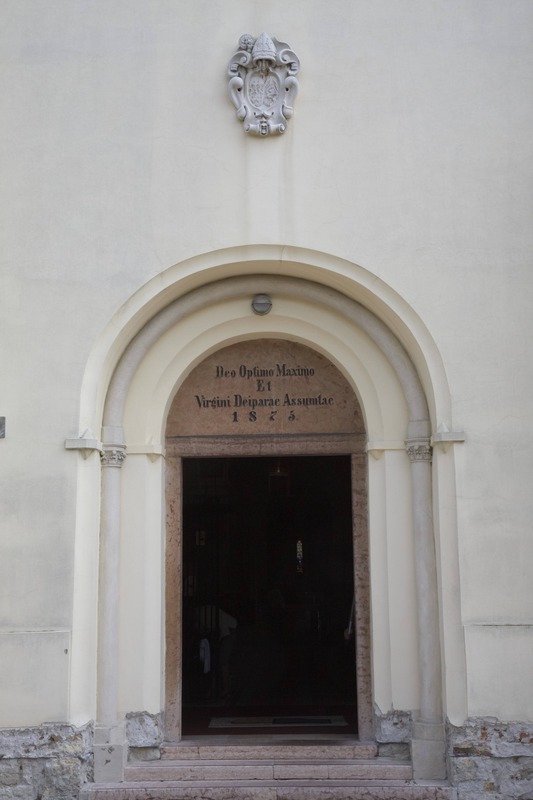 Deo Optimo Maximo
Et
Virgini Deiparae Assumtae
1875